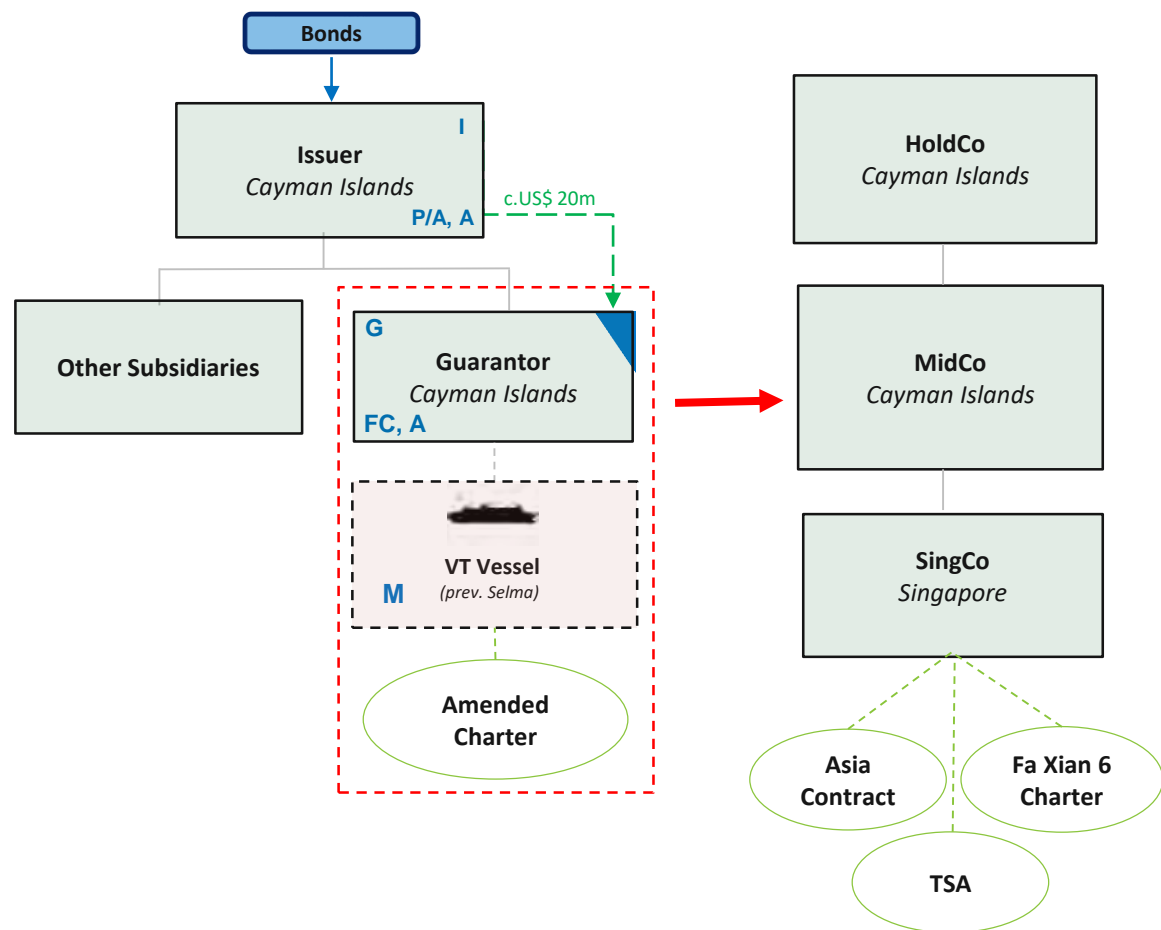 Bonds
I
Issuer
Cayman Islands
P/A, A
c.US$ 20m
Other Subsidiaries
G
Guarantor
Cayman Islands
FC, A
VT Vessel
(prev. Selma)
M
Amended
Charter
HoldCo
Cayman Islands
MidCo
Cayman Islands
SingCo
Singapore
Asia
Contract
Fa Xian 6
Charter
TSA